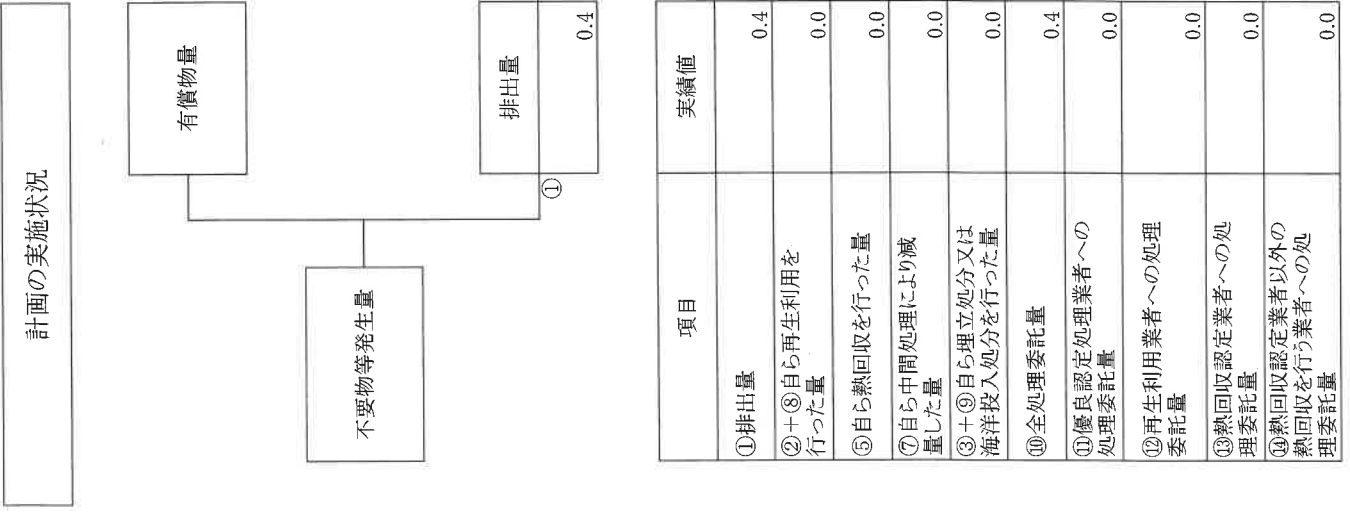 計画の実施状況
有償物量
不要物等発生量
①
排出量
0.4
項目
実績値
①排出量
0.4
②+⑧自ら再生利用を
行った量
0.0
⑤自ら熱回収を行った量
0.0
⑦自ら中間処理により減
量した量
0.0
③+⑨自ら埋立処分又は
海洋投入処分を行った量
0.0
⑩全処理委託量
0.4
⑪優良認定処理業者への
処理委託量
0.0
⑫再生利用業者への処理
委託量
0.0
⑬熱回収認定業者への処
理委託量
0.0
⑭熱回収認定業者以外の
熱回収を行う業者への処
理委託量
0.0